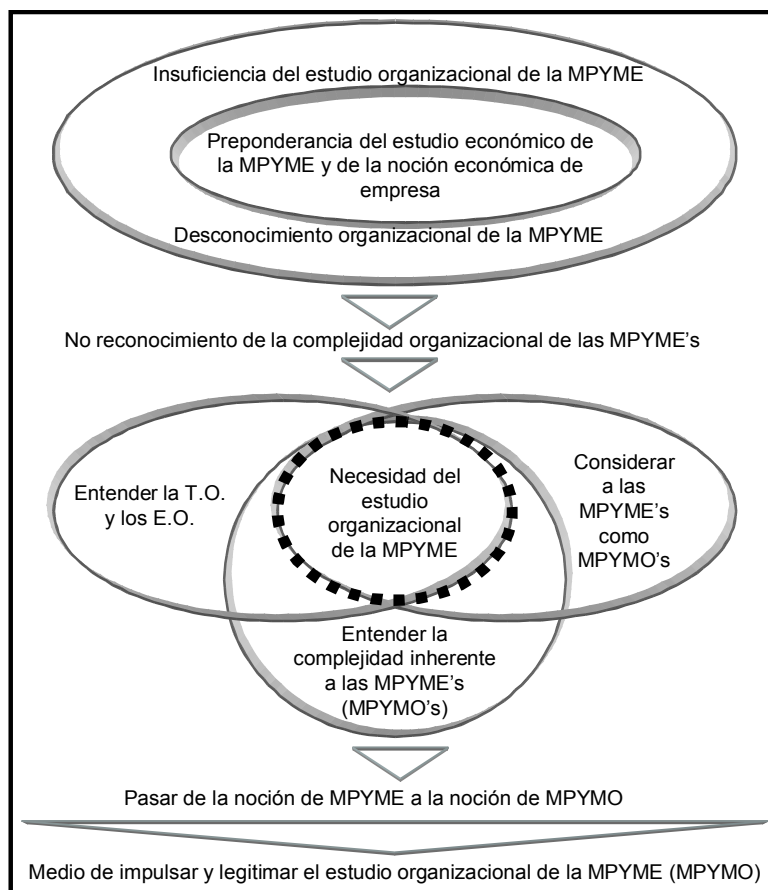 Insuficiencia del estudio organizacional de la MPYME
Preponderancia del estudio económico de
la MPYME y de la noción económica de
empresa
Desconocimiento organizacional de la MPYME
No reconocimiento de la complejidad organizacional de las MPYME's
Entender la T.O.
y los E.O.
Necesidad del
estudio
organizacional
de la MPYME
Considerar
a las
MPYME's
como
MPYMO's
Entender la
complejidad inherente
a las MPYME's
(MPYMO's)
Pasar de la noción de MPYME a la noción de MPYMO
Medio de impulsar y legitimar el estudio organizacional de la MPYME (MPYMO)